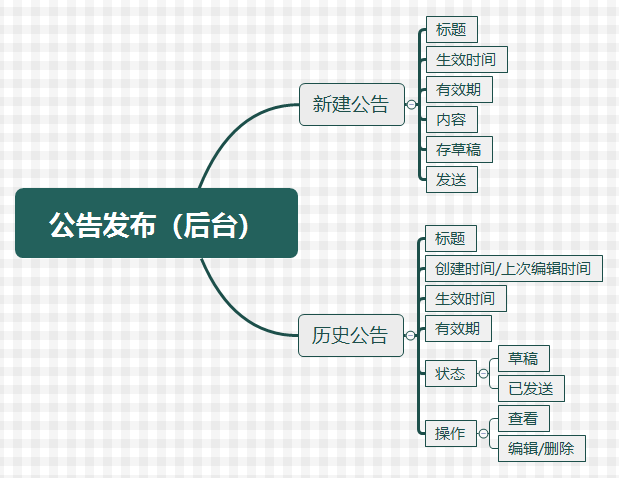 公告发布（后台）
新建公告
标题
生效时间
有效期
内容
存草稿
发送
历史公告
标题
创建时间/上次编辑时间
生效时间
有效期
状态
草稿
已发送
操作
查看
编辑/删除